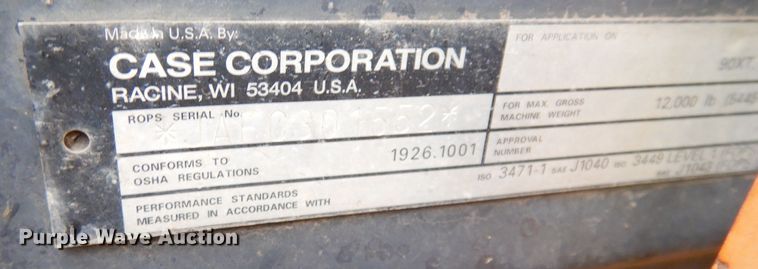 Made in U.S.A. By:
CASE CORPORATION
RACINE, WI 53404 U.S.A.
FOR APPLICATION ON
90XT.
ROPS SERIAL No
FOR MAX. GROSS
MACHINE WEIGHT
12,000 lb
CONFORMS TO
OSHA REGULATIONS
1926.1001
APPROVAL
NUMBER
PERFORMANCE STANDARDS
MEASURED IN ACCORDANCE WITH
ISO 3471-1 SAE J1040 ISO 3449 LEVEL 1
Purple Wave Auction